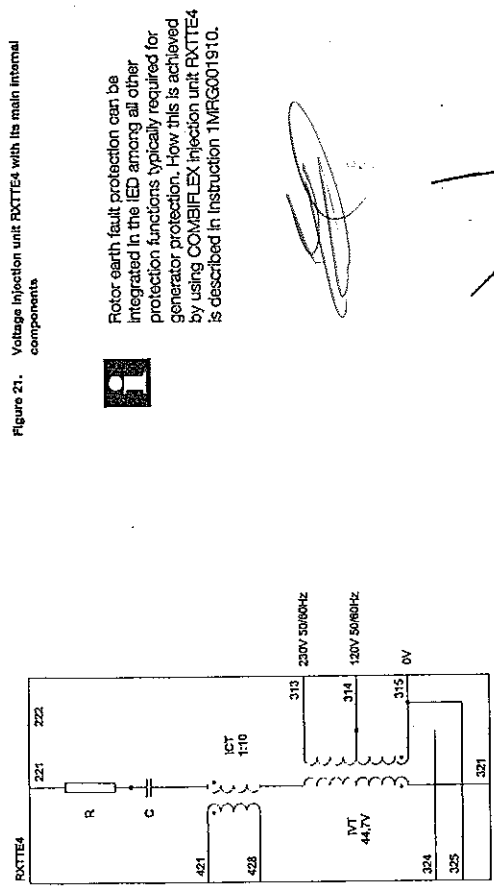 RXTTE4
221
222
R
C
ICT
1:10
421
428
313
230V 50/60Hz
314
120V 50/60Hz
315
0V
IVT
44,7V
324
325
321
Figure 21. Voltage injection unit RXTTE4 with its main internal
components
Rotor earth fault protection can be
integrated in the IED among all other
protection functions typically required for
generator protection. How this is achieved
by using COMBIFLEX injection unit RXTTE4
is described in Instruction 1MRG001910.